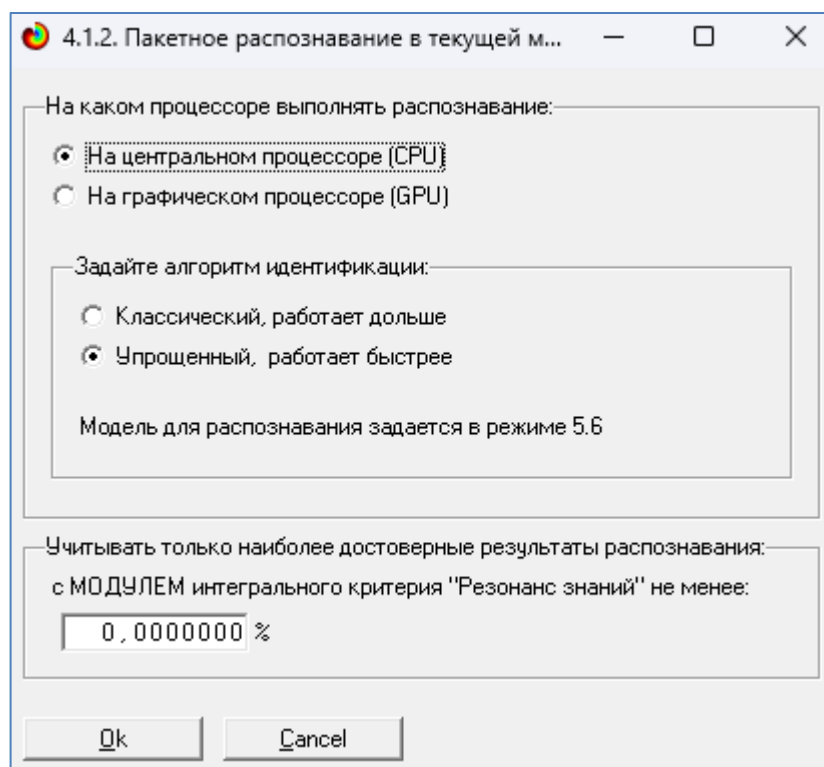 4.1.2. Пакетное распознавание в текущей м...
На каком процессоре выполнять распознавание:
На центральном процессоре (CPU)
На графическом процессоре (GPU)
Задайте алгоритм идентификации:
Классический, работает дольше
Упрощенный, работает быстрее
Модель для распознавания задается в режиме 5.6
Учитывать только наиболее достоверные результаты распознавания:
с МОДУЛЕМ интегрального критерия "Резонанс знаний" не менее:
0,0000000 %
Ok Cancel